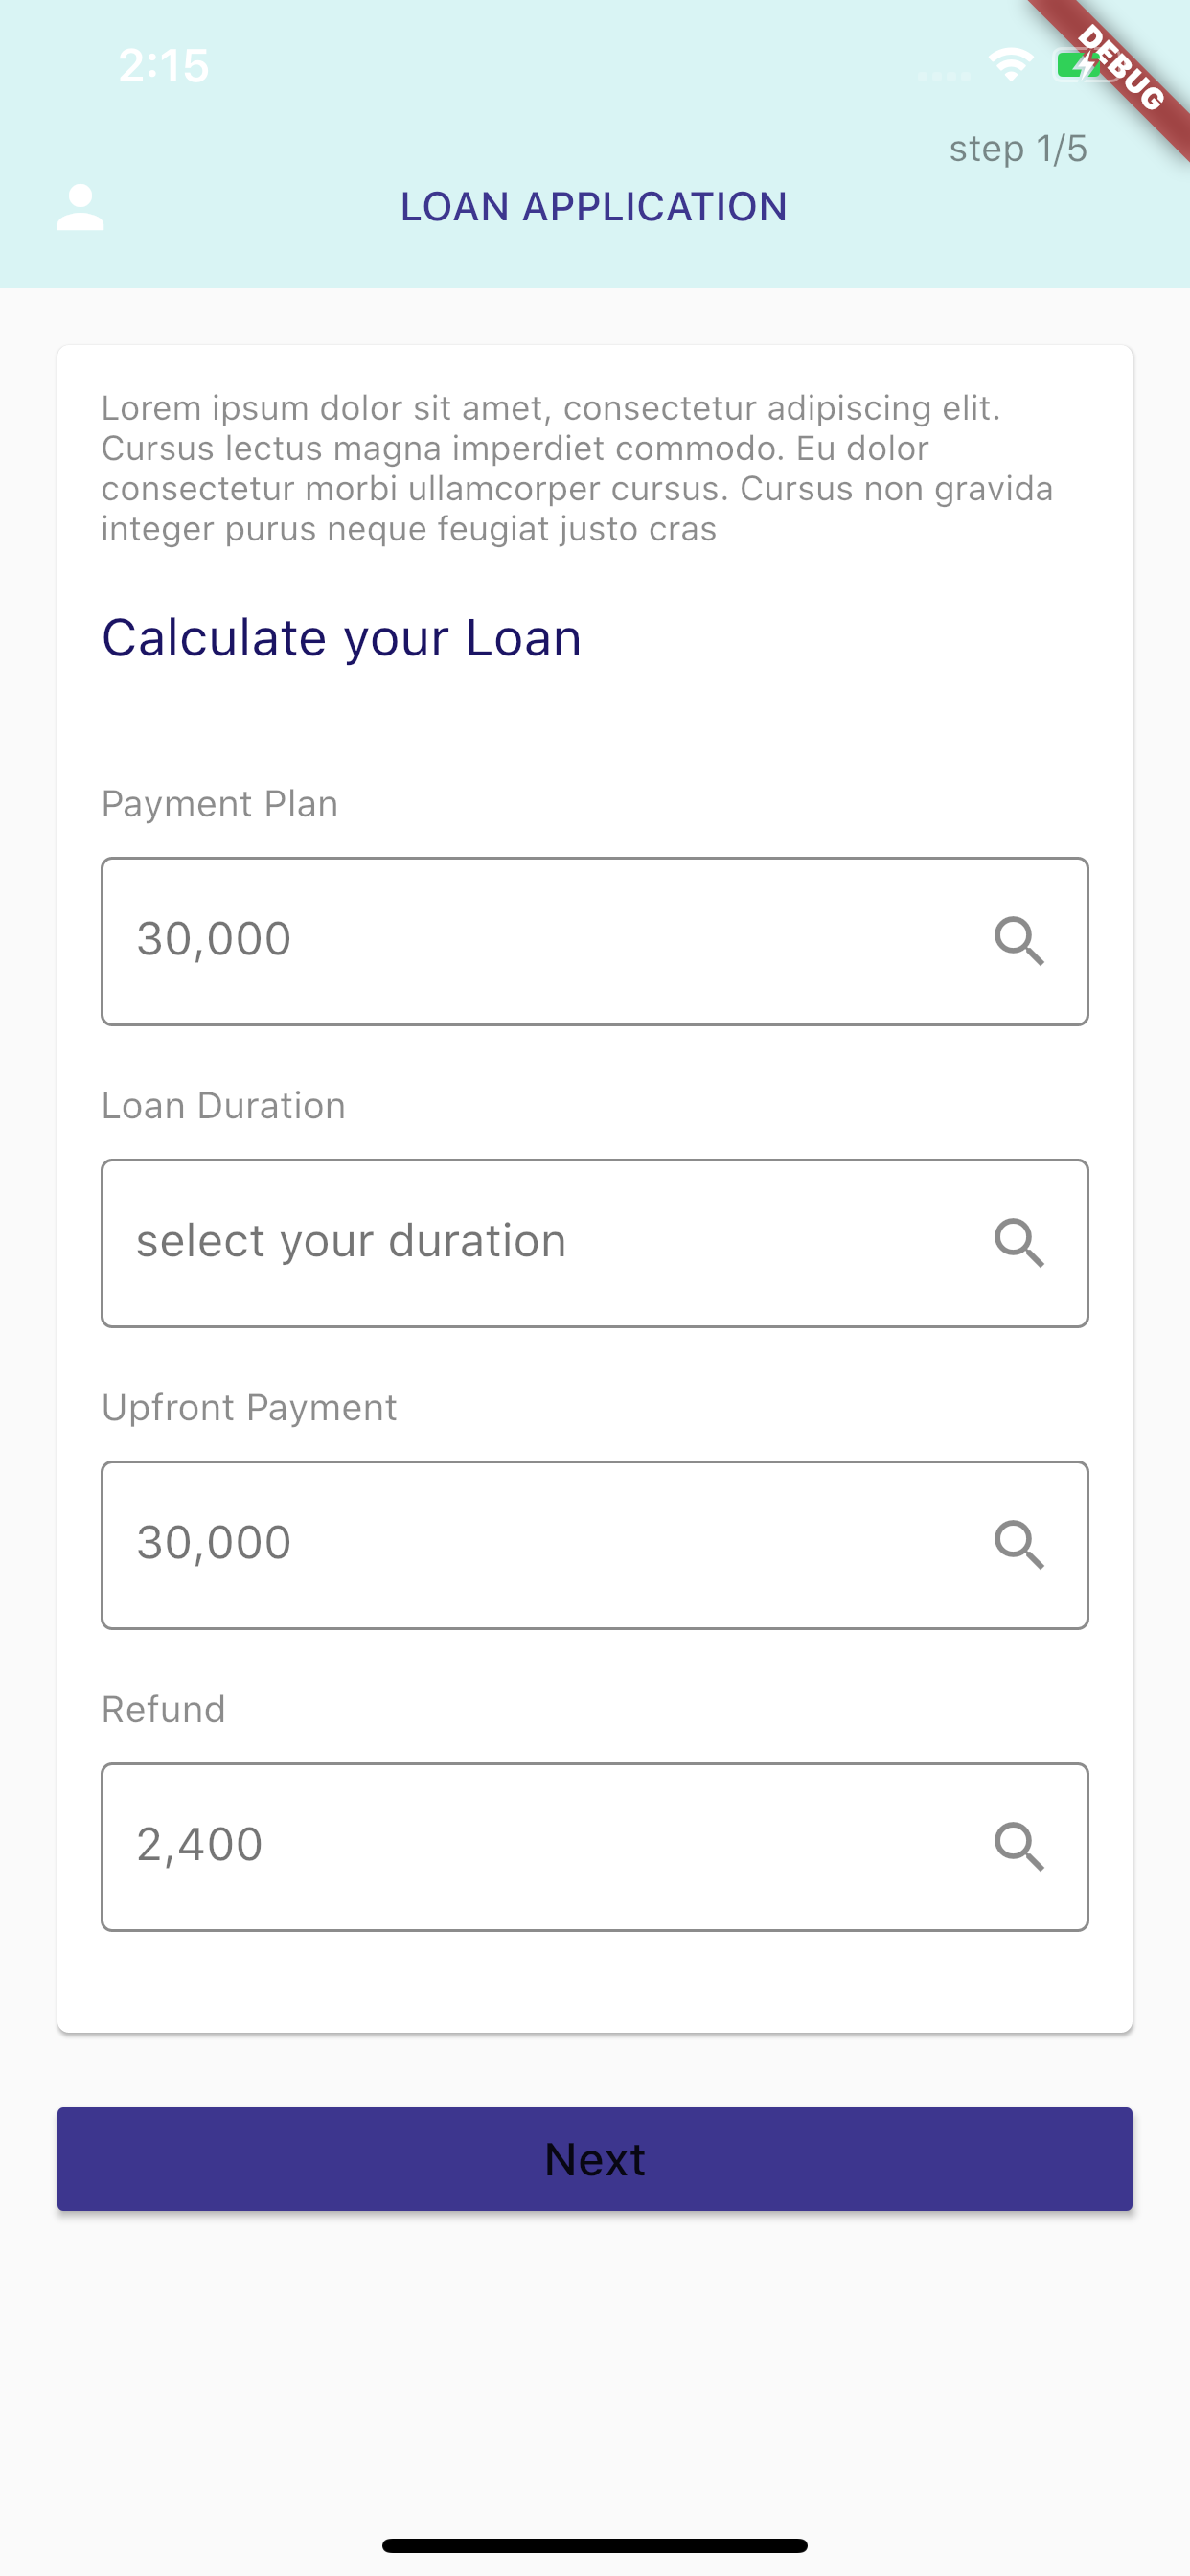 2:15
DEBUG
step 1/5
LOAN APPLICATION
Lorem ipsum dolor sit amet, consectetur adipiscing elit.
Cursus lectus magna imperdiet commodo. Eu dolor
consectetur morbi ullamcorper cursus. Cursus non gravida
integer purus neque feugiat justo cras
Calculate your Loan
Payment Plan
30,000
Loan Duration
select your duration
Upfront Payment
30,000
Refund
2,400
Next